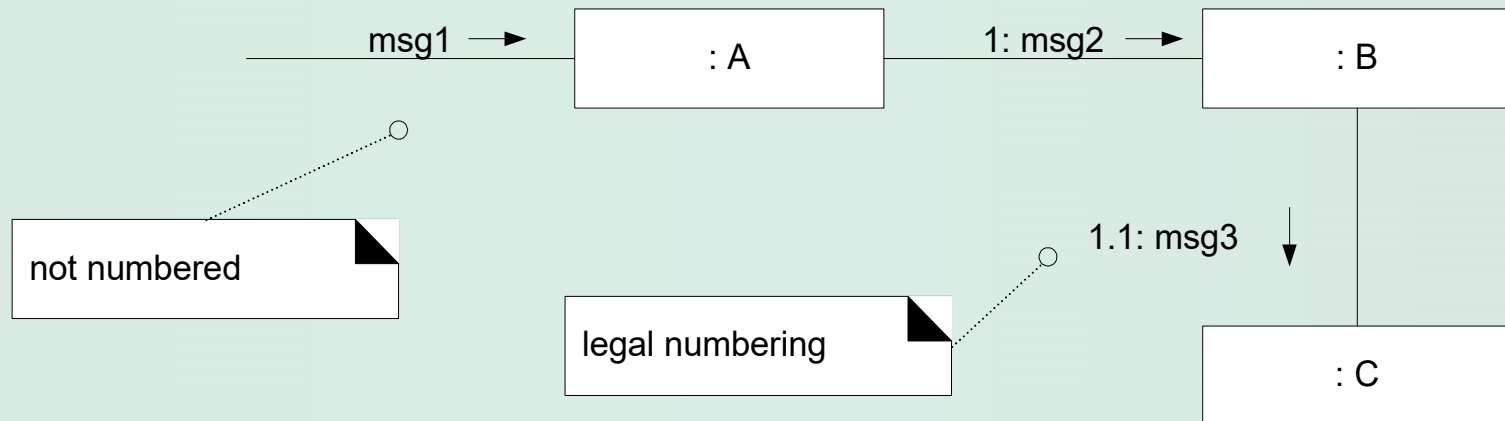 msg1
: A
1: msg2
: B
not numbered
1.1: msg3
legal numbering
: C